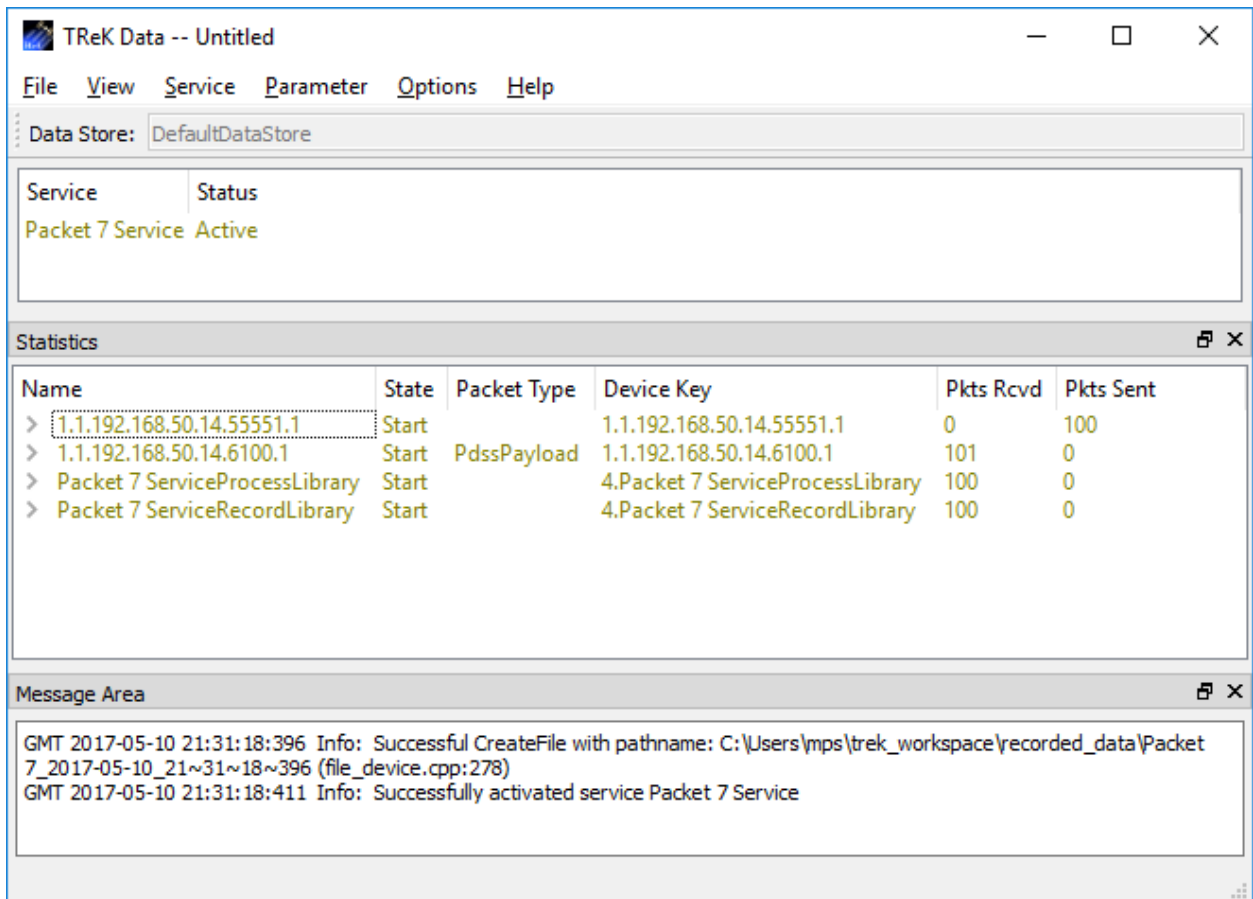 TReK Data -- Untitled
File View Service Parameter Options Help
Data Store: DefaultDataStore
Service Status
Packet 7 Service Active
Statistics
Name State Packet Type Device Key Pkts Rcvd Pkts Sent
1.1.192.168.50.14.55551.1 Start 1.1.192.168.50.14.55551.1 0 100
1.1.192.168.50.14.6100.1 Start PdssPayload 1.1.192.168.50.14.6100.1 101 0
Packet 7 ServiceProcessLibrary Start 4.Packet 7 ServiceProcessLibrary 100 0
Packet 7 ServiceRecordLibrary Start 4.Packet 7 ServiceRecordLibrary 100 0
Message Area
GMT 2017-05-10 21:31:18:396 Info: Successful CreateFile with pathname: C:\Users\mps\trek_workspace\recorded_data\Packet
7_2017-05-10_21~31~18~396 (file_device.cpp:278)
GMT 2017-05-10 21:31:18:411 Info: Successfully activated service Packet 7 Service